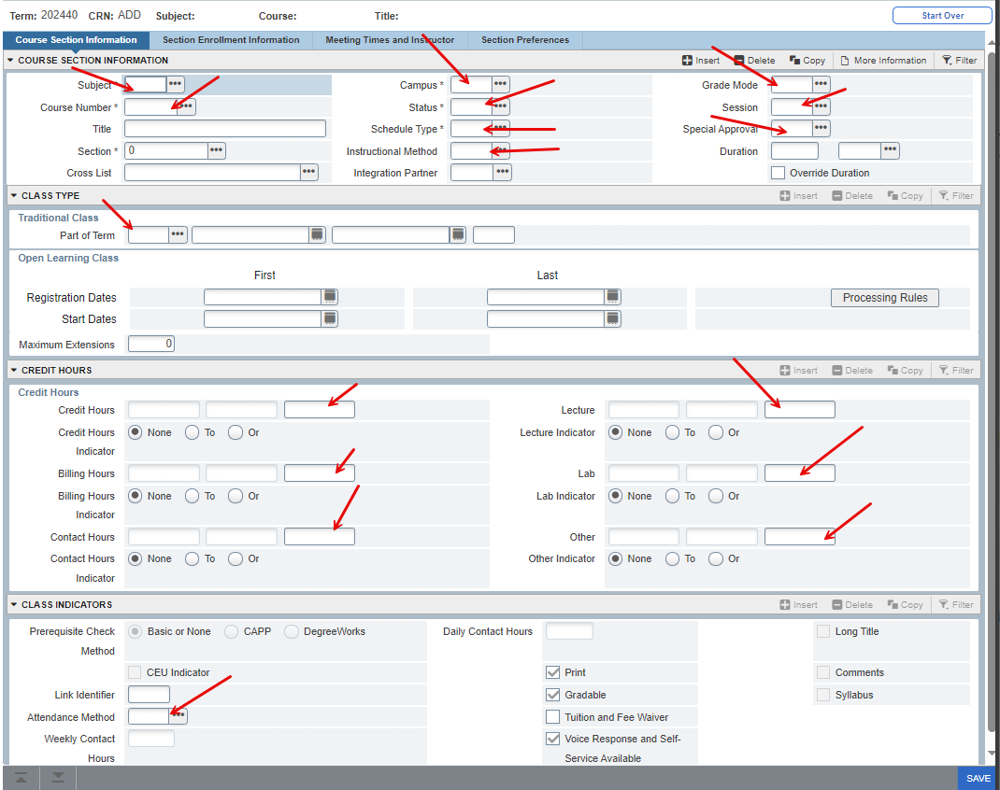 Term: 202440 CRN: ADD Subject: Course: Title: Start Over
Course Section Information Section Enrollment Information Meeting Times and Instructor Section Preferences
COURSE SECTION INFORMATION Insert Delete Copy More Information Filter
Subject * Campus * Grade Mode
Course Number * Status * Session
Title Schedule Type * Special Approval
Section * 0 Instructional Method Duration
Cross List Integration Partner Override Duration
CLASS TYPE Insert Delete Copy Filter
Traditional Class
Part of Term
Open Learning Class
First Last
Registration Dates Processing Rules
Start Dates
Maximum Extensions 0
CREDIT HOURS Insert Delete Copy Filter
Credit Hours
Credit Hours Lecture
Credit Hours None To Or Lecture Indicator None To Or
Indicator
Billing Hours Lab
Billing Hours None To Or Lab Indicator None To Or
Indicator
Contact Hours Other
Contact Hours None To Or Other Indicator None To Or
Indicator
CLASS INDICATORS Insert Delete Copy Filter
Prerequisite Check Basic or None CAPP DegreeWorks Daily Contact Hours Long Title
Method
CEU Indicator Print Comments
Link Identifier Gradable Syllabus
Attendance Method Tuition and Fee Waiver
Weekly Contact Voice Response and Self-
Hours Service Available
SAVE